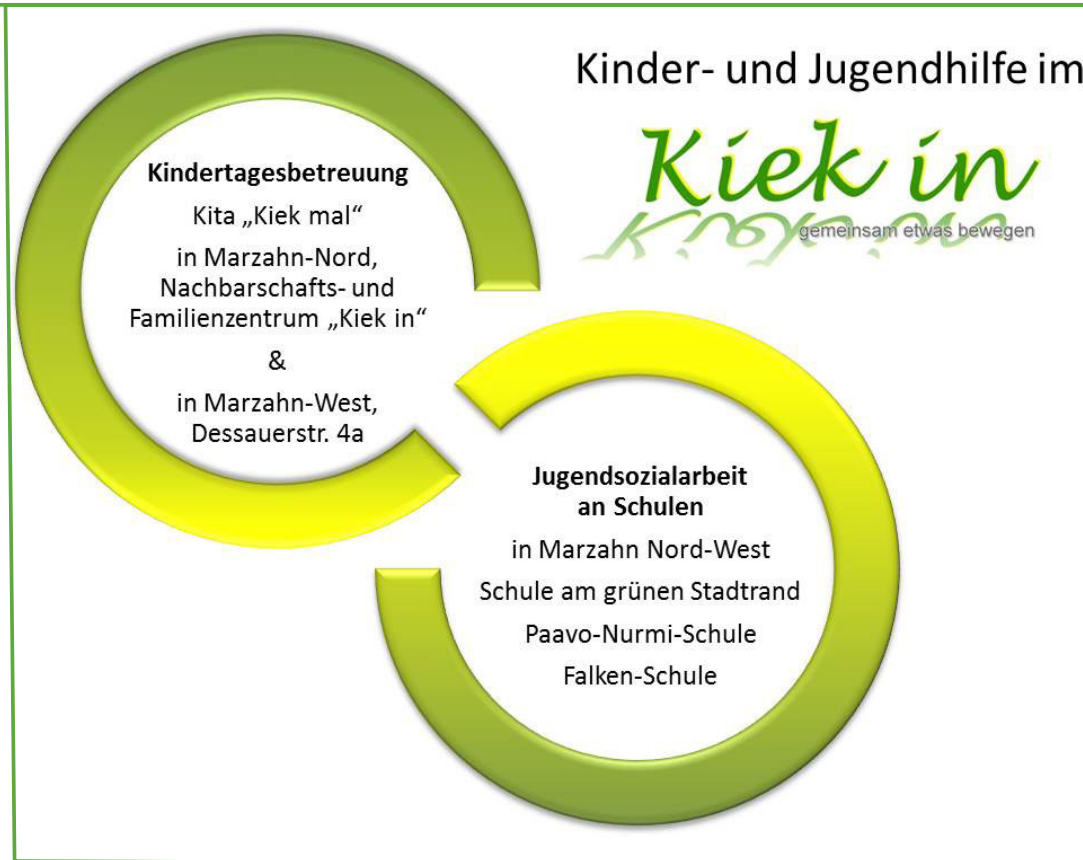 Kinder- und Jugendhilfe im
Kiek in
gemeinsam etwas bewegen
Kindertagesbetreuung
Kita „Kiek mal“
in Marzahn-Nord,
Nachbarschafts- und
Familienzentrum „Kiek in“
&
in Marzahn-West,
Dessauerstr. 4a
Jugendsozialarbeit
an Schulen
in Marzahn Nord-West
Schule am grünen Stadtrand
Paavo-Nurmi-Schule
Falken-Schule